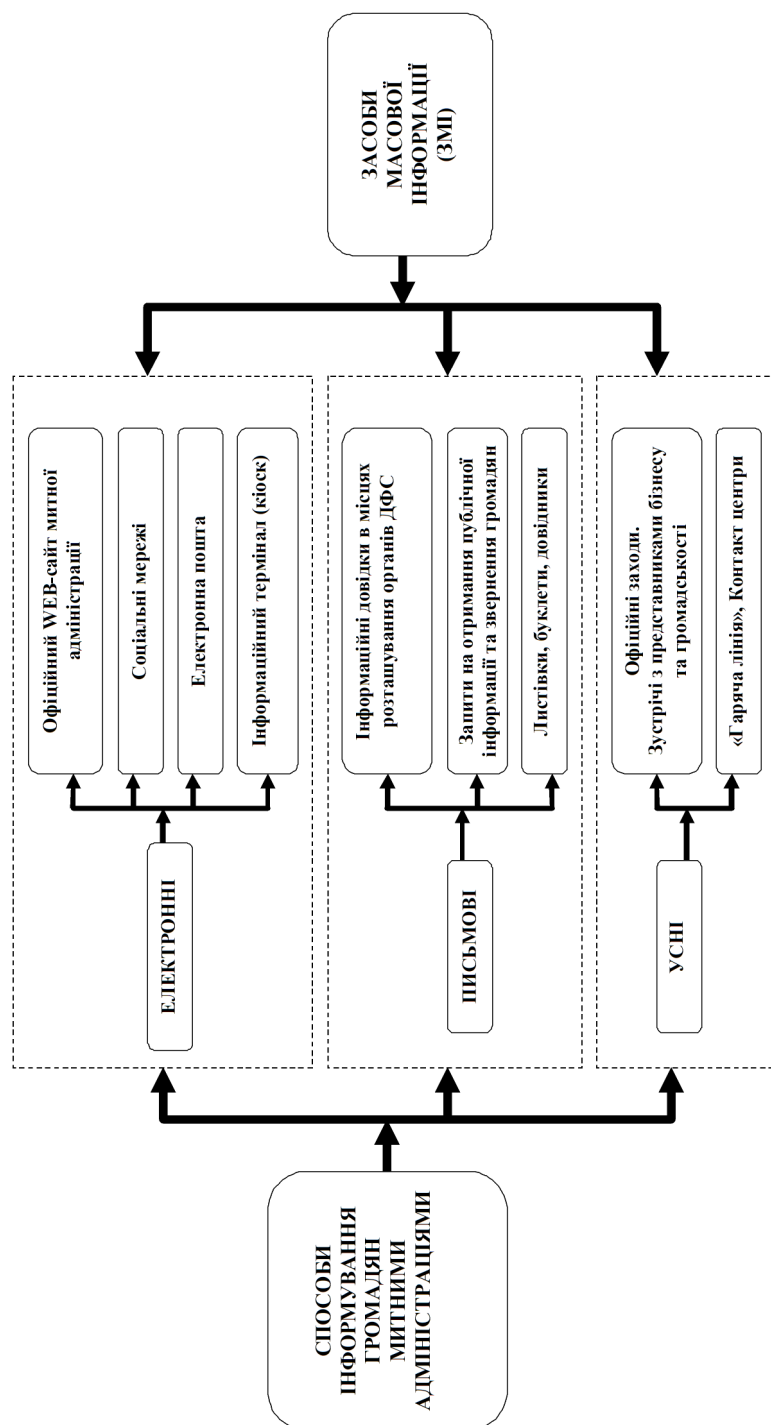 СПОСОБИ
ІНФОРМУВАННЯ
ГРОМАДЯН
МИТНИМИ
АДМІНІСТРАЦІЯМИ
ЕЛЕКТРОННІ
Офіційний WEB-сайт митної
адміністрації
Соціальні мережі
Електронна пошта
Інформаційний термінал (кіоск)
ПИСЬМОВІ
Інформаційні довідки в місцях
розташування органів ДФС
Запити на отримання публічної
інформації та звернення громадян
Листівки, буклети, довідники
УСНІ
Офіційні заходи.
Зустрічі з представниками бізнесу
та громадськості
«Гаряча лінія», Контакт центри
ЗАСОБИ
МАСОВОЇ
ІНФОРМАЦІЇ
(ЗМІ)